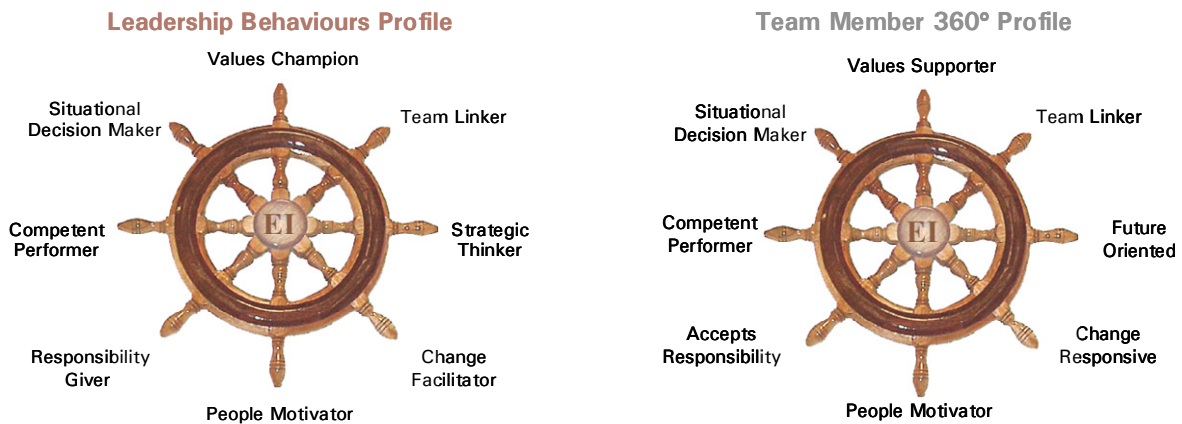 Leadership Behaviours Profile
Values Champion
Situational
Decision Maker
Team Linker
EI
Competent
Performer
Strategic
Thinker
Responsibility
Giver
Change
Facilitator
People Motivator
Team Member 360° Profile
Values Supporter
Situational
Decision Maker
Team Linker
EI
Competent
Performer
Future
Oriented
Accepts
Responsibility
Change
Responsive
People Motivator